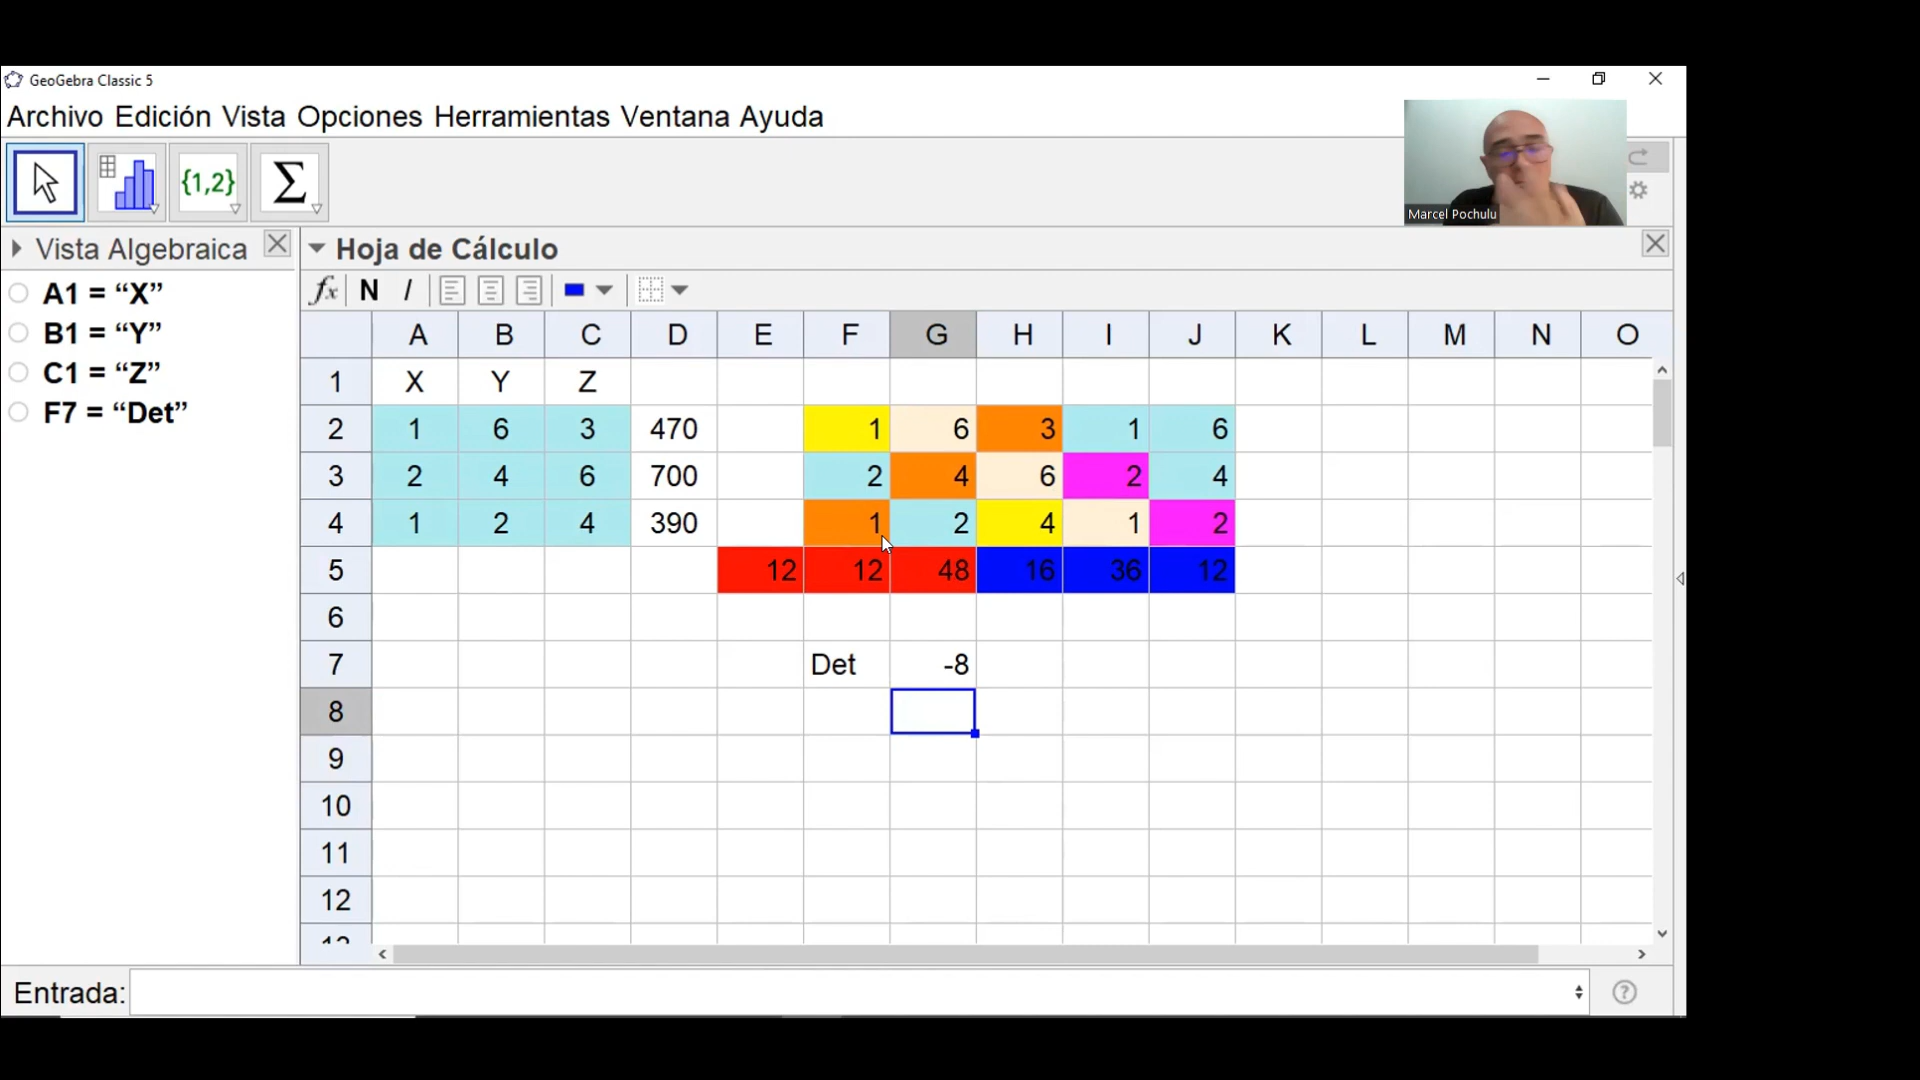 GeoGebra Classic 5
Archivo Edición Vista Opciones Herramientas Ventana Ayuda
{1,2} Σ
Marcel Pochulu
Vista Algebraica
Hoja de Cálculo
A1 = “X”
B1 = “Y”
C1 = “Z”
F7 = “Det”
fx N I
A B C D E F G H I J K L M N O
1 X Y Z
2 1 6 3 470 1 6 3 1 6
3 2 4 6 700 2 4 6 2 4
4 1 2 4 390 1 2 4 1 2
5 12 12 48 16 36 12
6
7 Det -8
8
9
10
11
12
13
Entrada: